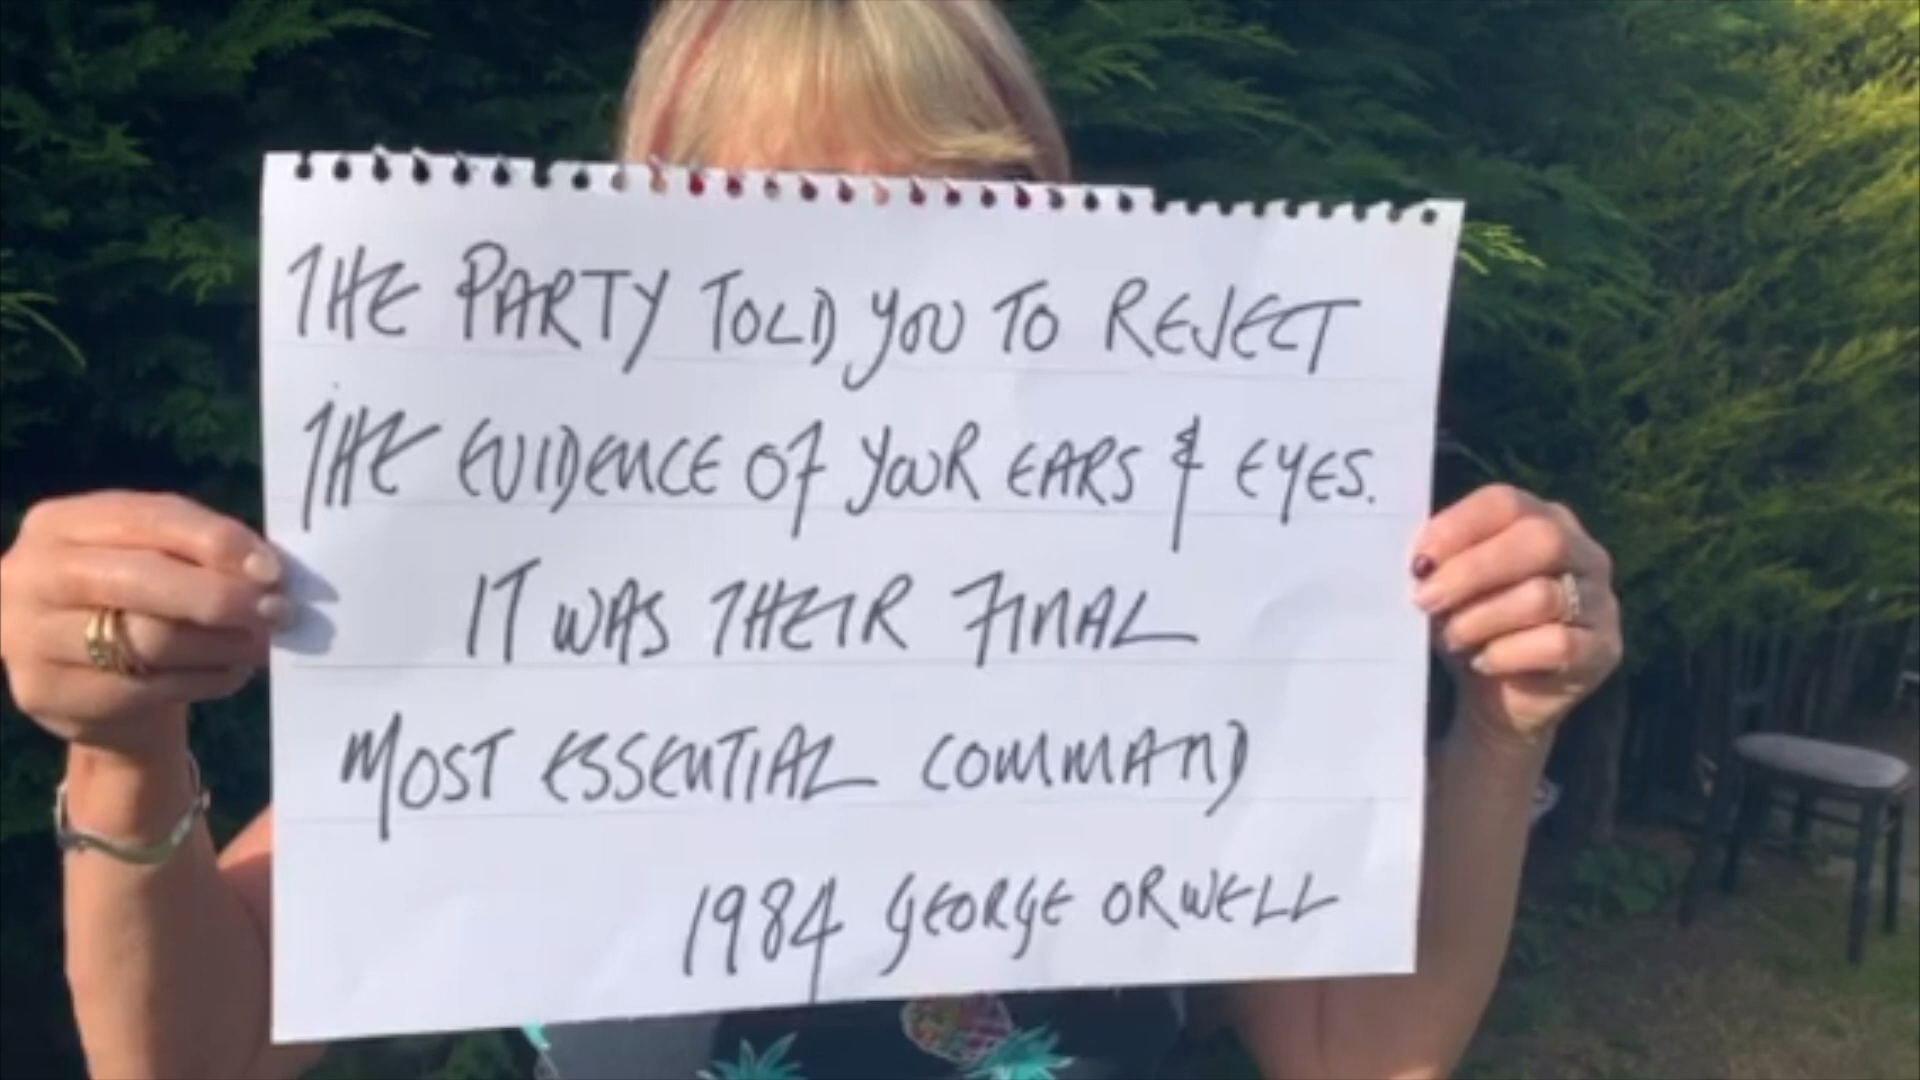 THE PARTY TOLD YOU TO REJECT
THE EVIDENCE OF YOUR EARS & EYES.
IT WAS THEIR FINAL
MOST ESSENTIAL COMMAND
1984 GEORGE ORWELL